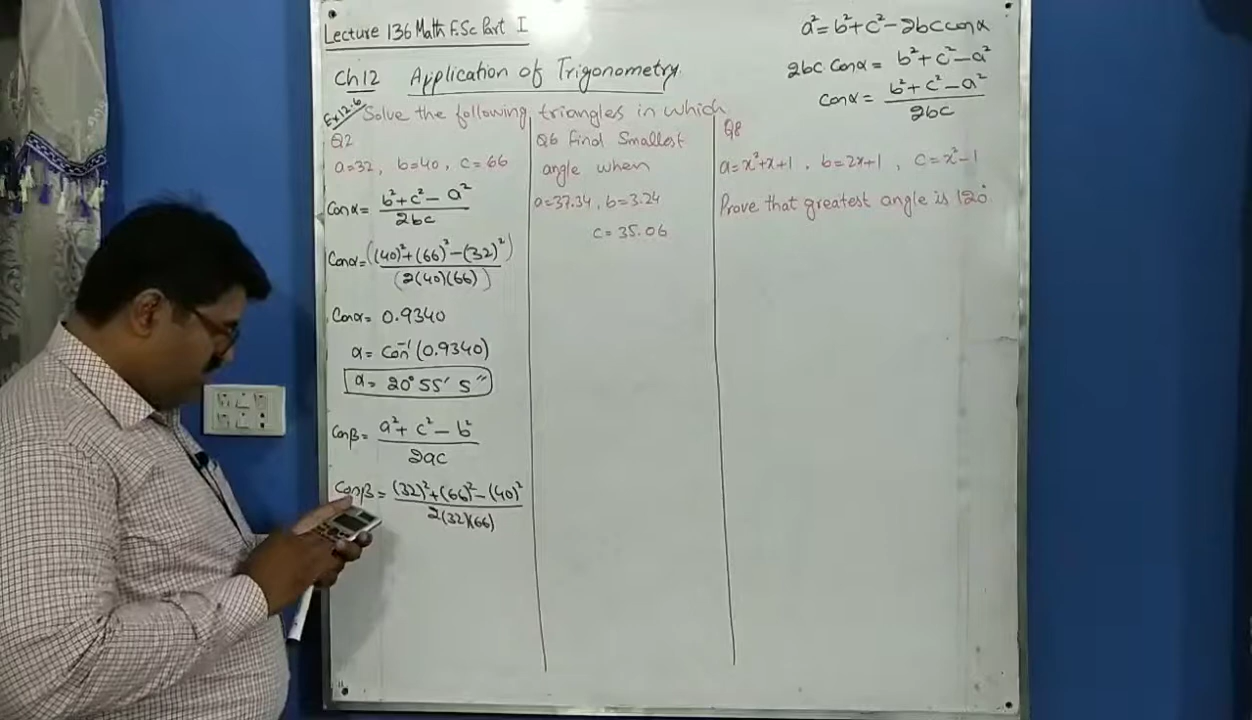 Lecture 136 Math F.Sc Part I
Ch 12 Application of Trigonometry.
a² = b² + c² - 2bc cosα
2bc cosα = b² + c² - a²
cosα = b² + c² - a² / 2bc
Ex 12.6 Solve the following triangles in which
Q2
a=32, b=40, c=66
Cosα = b² + c² - a² / 2bc
Cosα = ((40)² + (66)² - (32)²) / (2(40)(66))
Cosα = 0.9340
α = Cos⁻¹ (0.9340)
α = 20° 55′ 5″
Cosβ = a² + c² - b² / 2ac
Cosβ = (32)² + (66)² - (40)² / 2(32)(66)
Q6 Find Smallest
angle when
a=37.34, b=3.24
c=35.06
Q8
a=x²+x+1, b=2x+1, c=x²-1
Prove that greatest angle is 120°